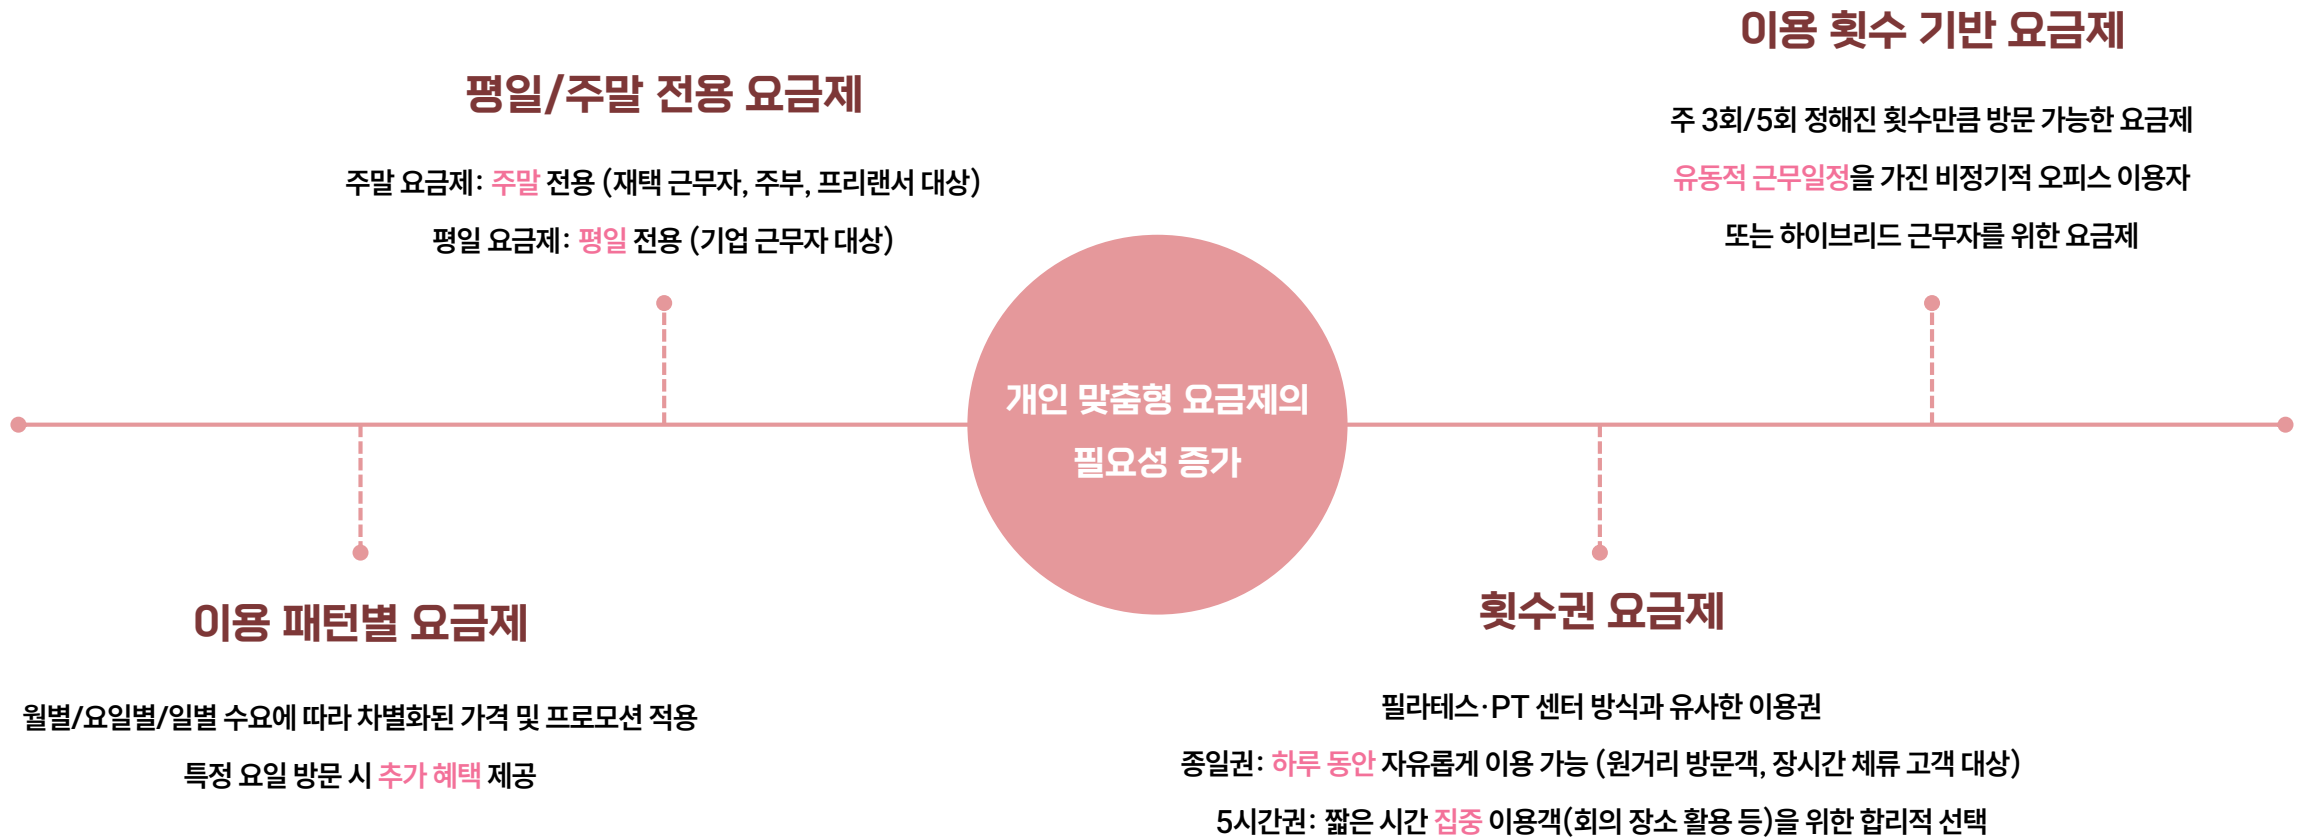 평일/주말 전용 요금제
주말 요금제: 주말 전용 (재택 근무자, 주부, 프리랜서 대상)
평일 요금제: 평일 전용 (기업 근무자 대상)
이용 횟수 기반 요금제
주 3회/5회 정해진 횟수만큼 방문 가능한 요금제
유동적 근무일정을 가진 비정기적 오피스 이용자
또는 하이브리드 근무자를 위한 요금제
개인 맞춤형 요금제의
필요성 증가
이용 패턴별 요금제
월별/요일별/일별 수요에 따라 차별화된 가격 및 프로모션 적용
특정 요일 방문 시 추가 혜택 제공
횟수권 요금제
필라테스·PT 센터 방식과 유사한 이용권
종일권: 하루 동안 자유롭게 이용 가능 (원거리 방문객, 장시간 체류 고객 대상)
5시간권: 짧은 시간 집중 이용객(회의 장소 활용 등)을 위한 합리적 선택